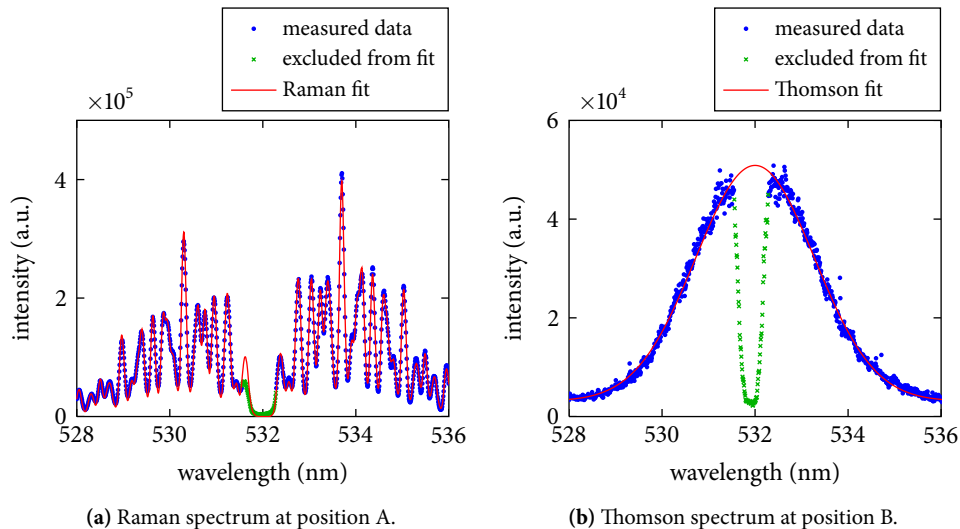 measured data
excluded from fit
Raman fit
×10⁵
intensity (a.u.)
4
2
0
528 530 532 534 536
wavelength (nm)
(a) Raman spectrum at position A.
measured data
excluded from fit
Thomson fit
×10⁴
intensity (a.u.)
6
4
2
0
528 530 532 534 536
wavelength (nm)
(b) Thomson spectrum at position B.